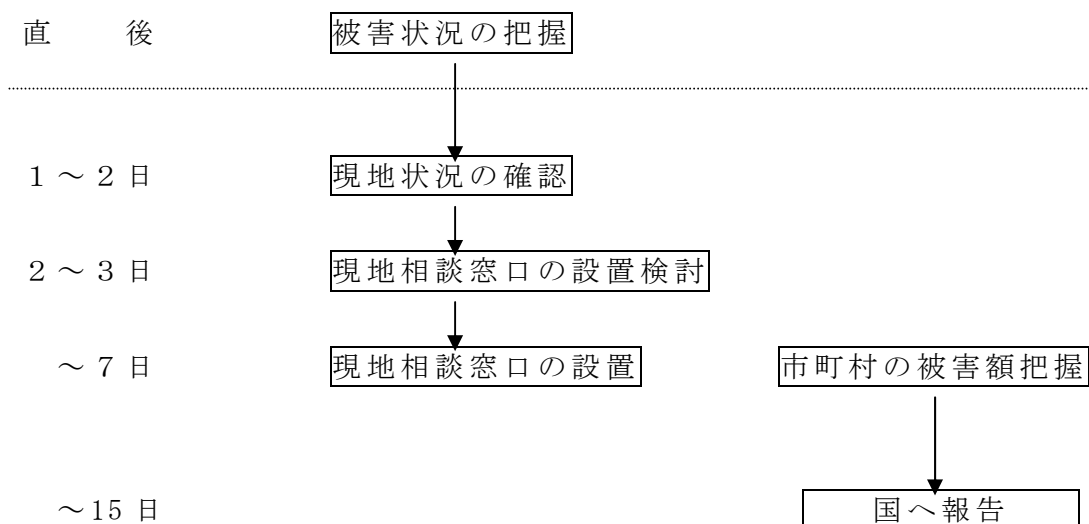 直　後　被害状況の把握
１～２日　現地状況の確認
２～３日　現地相談窓口の設置検討
～７日　現地相談窓口の設置　市町村の被害額把握
～15日　国へ報告